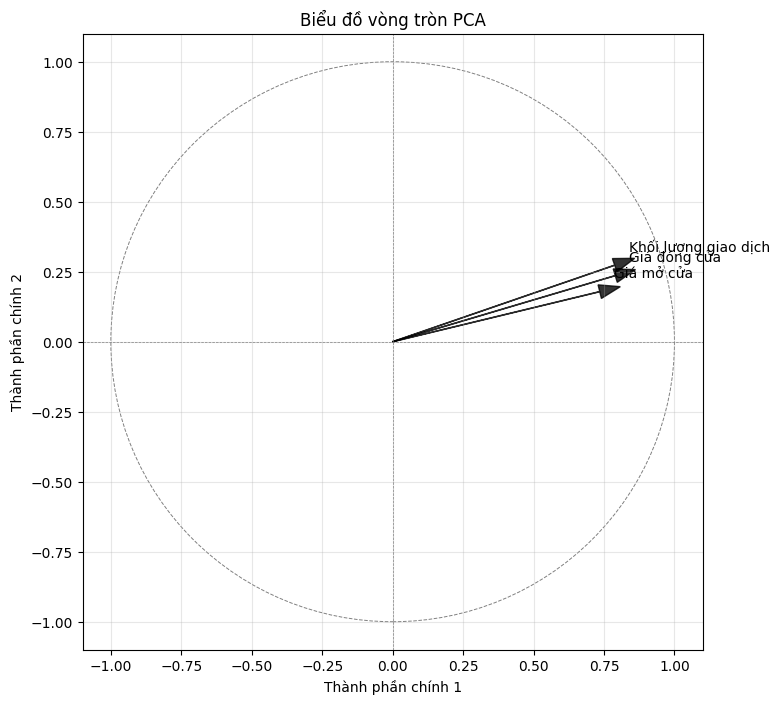 Biểu đồ vòng tròn PCA
1.00
0.75
0.50
0.25
0.00
−0.25
−0.50
−0.75
−1.00
Khối lượng giao dịch
Giá đóng cửa
Giá mở cửa
−1.00 −0.75 −0.50 −0.25 0.00 0.25 0.50 0.75 1.00
Thành phần chính 1
Thành phần chính 2